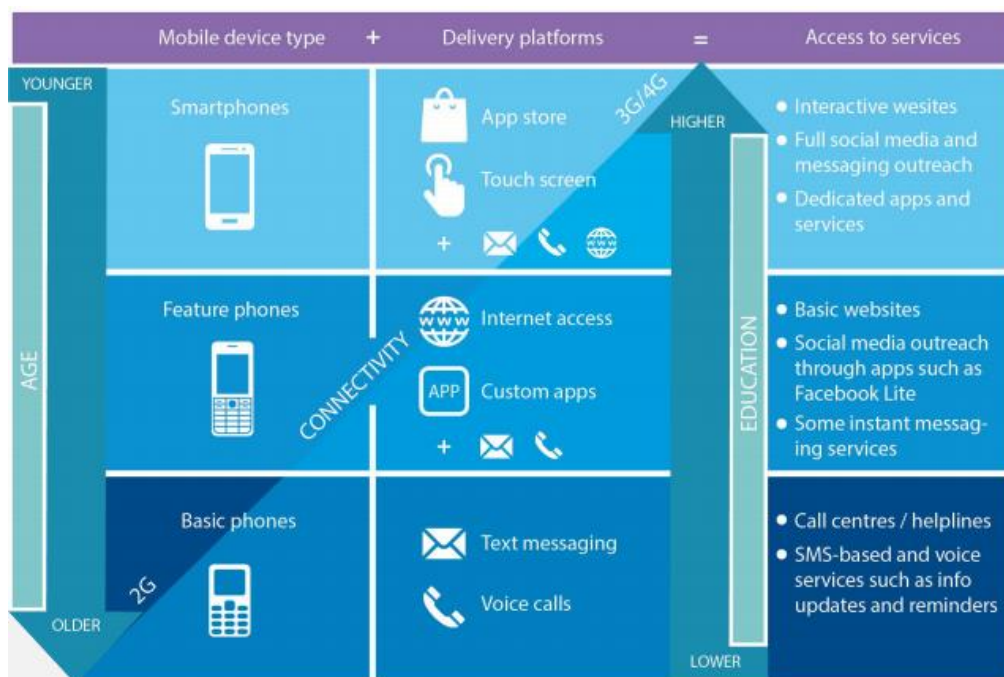 Mobile device type + Delivery platforms = Access to services
YOUNGER
AGE
OLDER
Smartphones
App store
Touch screen
+ www
3G/4G
HIGHER
EDUCATION
LOWER
Interactive wesites
Full social media and
messaging outreach
Dedicated apps and
services
Feature phones
CONNECTIVITY
www Internet access
APP Custom apps
+
Basic websites
Social media outreach
through apps such as
Facebook Lite
Some instant messag-
ing services
Basic phones
2G
Text messaging
Voice calls
Call centres / helplines
SMS-based and voice
services such as info
updates and reminders